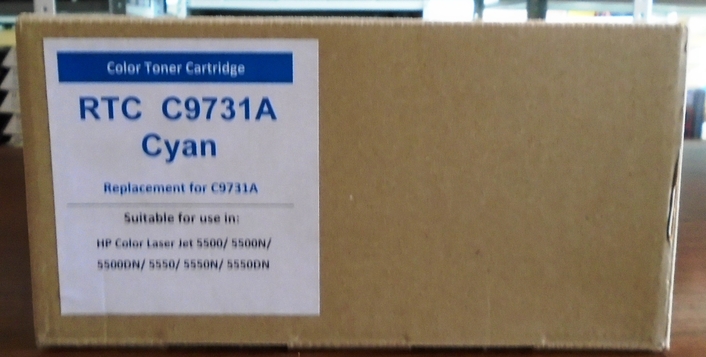 Color Toner Cartridge
RTC C9731A
Cyan
Replacement for C9731A
Suitable for use in:
HP Color Laser Jet 5500/ 5500N/
5500DN/ 5550/ 5550N/ 5550DN